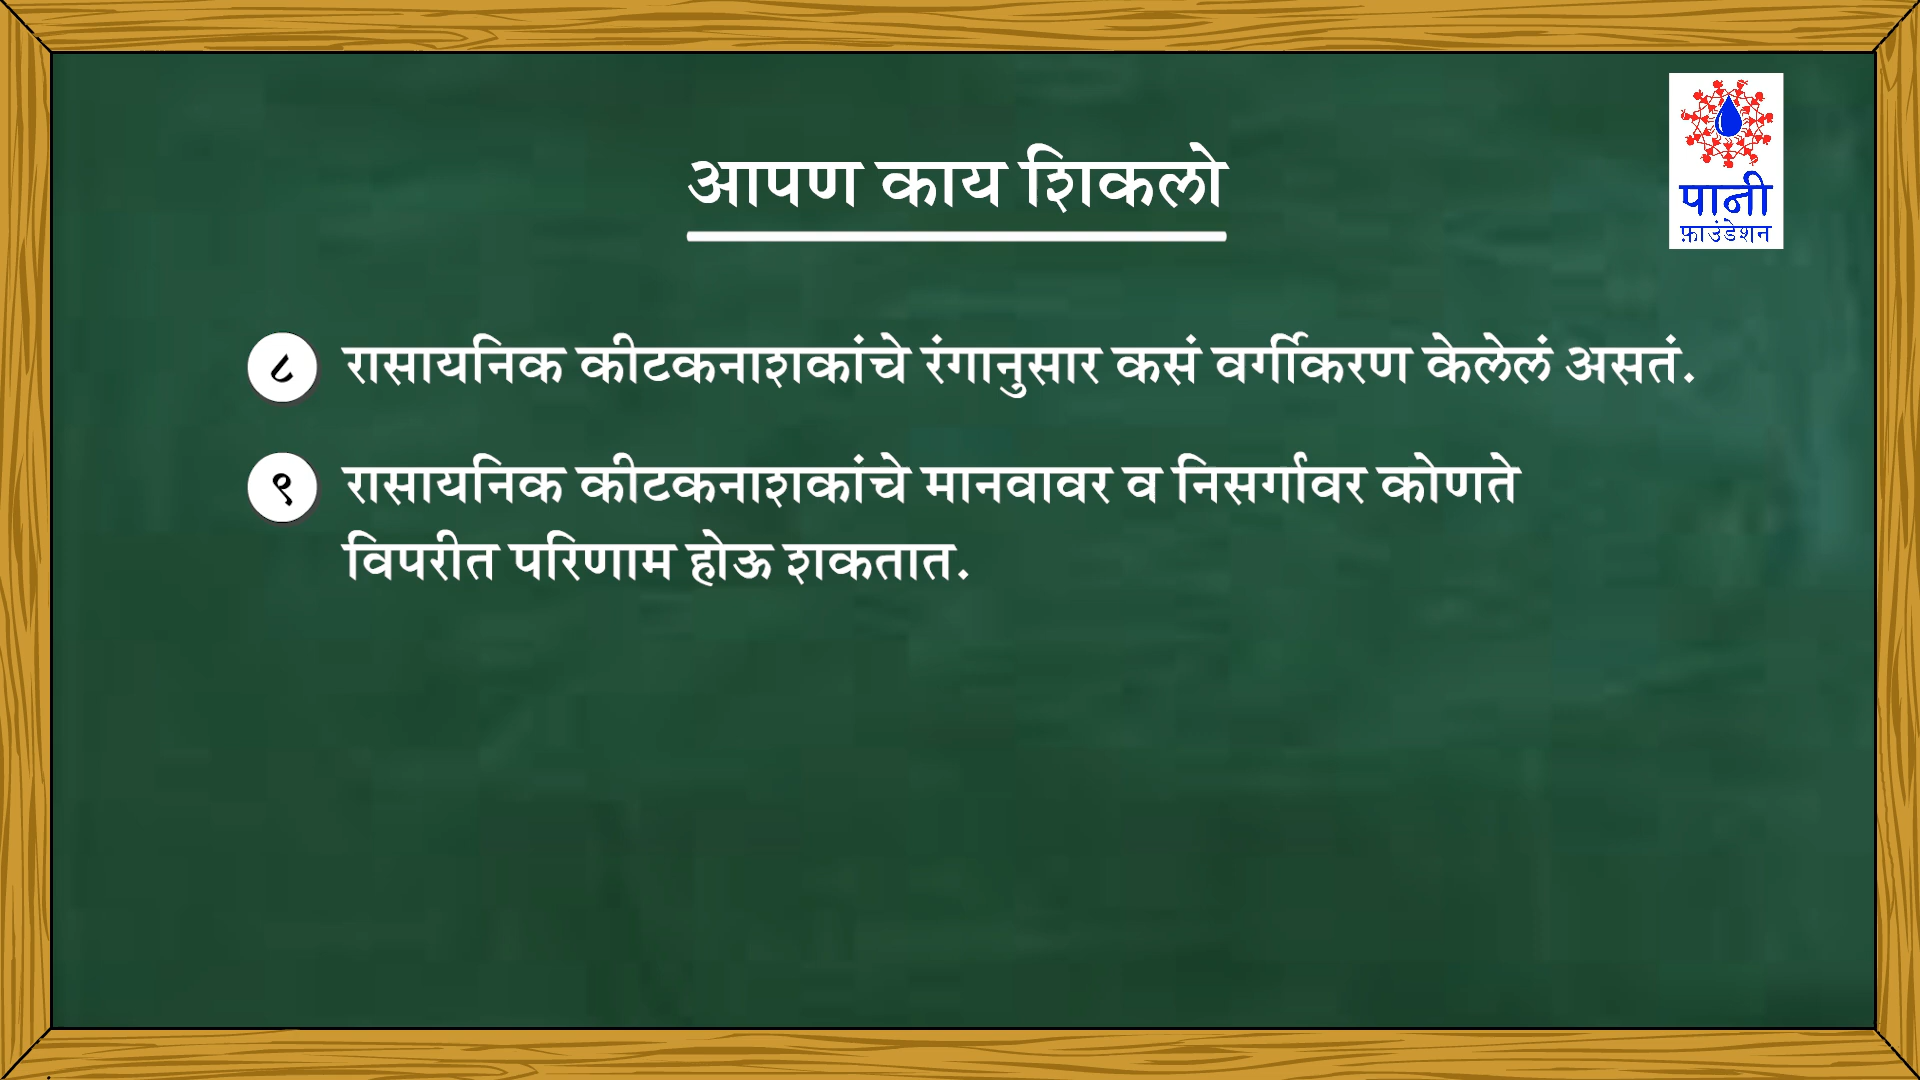 आपण काय शिकलो
पानी
फ़ाउंडेशन
८ रासायनिक कीटकनाशकांचे रंगानुसार कसं वर्गीकरण केलेलं असतं.
९ रासायनिक कीटकनाशकांचे मानवावर व निसर्गावर कोणते
विपरीत परिणाम होऊ शकतात.